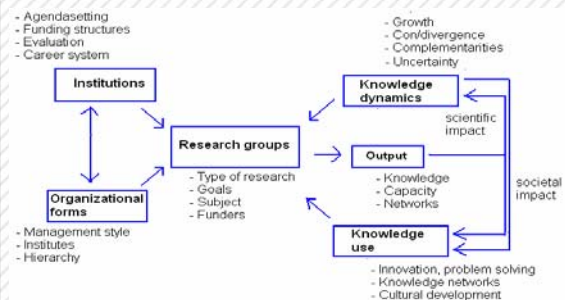 - Agendasetting
- Funding structures
- Evaluation
- Career system
Institutions
Organizational
forms
- Management style
- Institutes
- Hierarchy
Research groups
- Type of research
- Goals
- Subject
- Funders
- Growth
- Con/divergence
- Complementarities
- Uncertainty
Knowledge
dynamics
scientific
impact
Output
- Knowledge
- Capacity
- Networks
societal
impact
Knowledge
use
- Innovation, problem solving
- Knowledge networks
- Cultural development